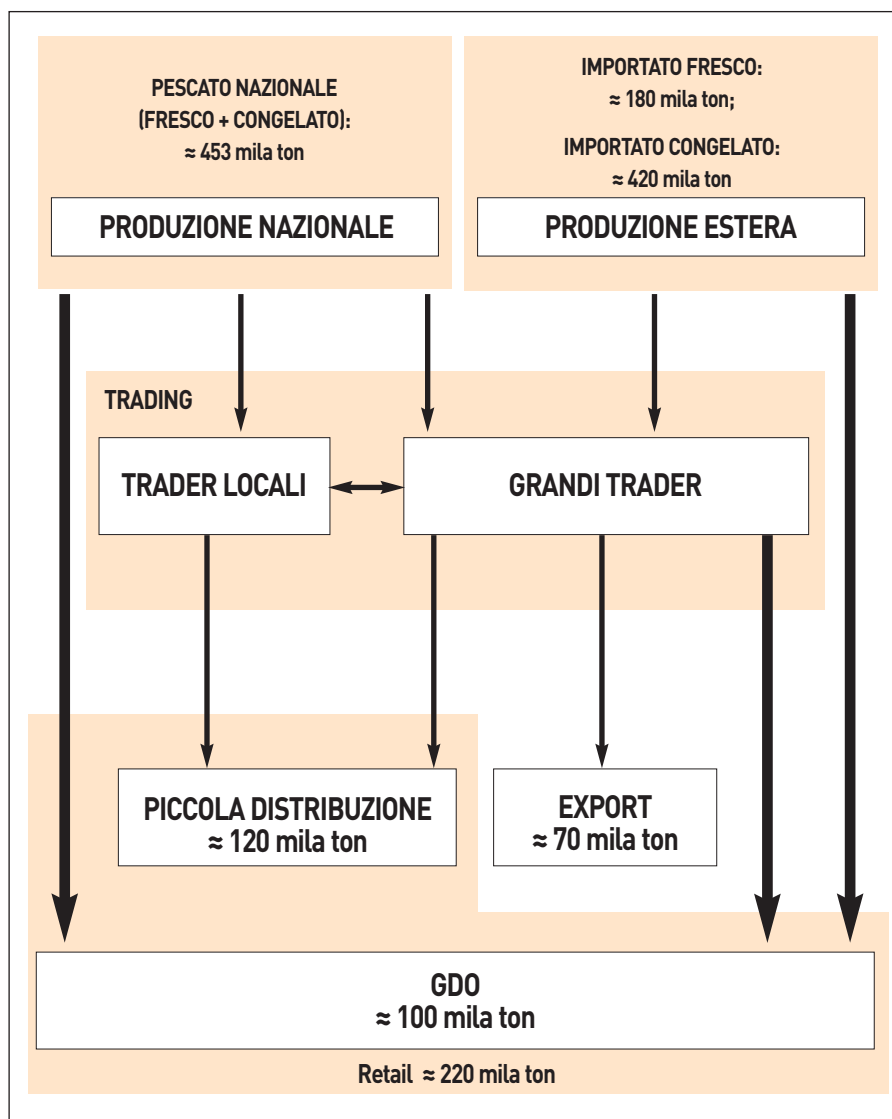 PESCATO NAZIONALE
(FRESCO + CONGELATO):
≈ 453 mila ton
PRODUZIONE NAZIONALE
IMPORTATO FRESCO:
≈ 180 mila ton;
IMPORTATO CONGELATO:
≈ 420 mila ton
PRODUZIONE ESTERA
TRADING
TRADER LOCALI
GRANDI TRADER
PICCOLA DISTRIBUZIONE
≈ 120 mila ton
EXPORT
≈ 70 mila ton
GDO
≈ 100 mila ton
Retail ≈ 220 mila ton